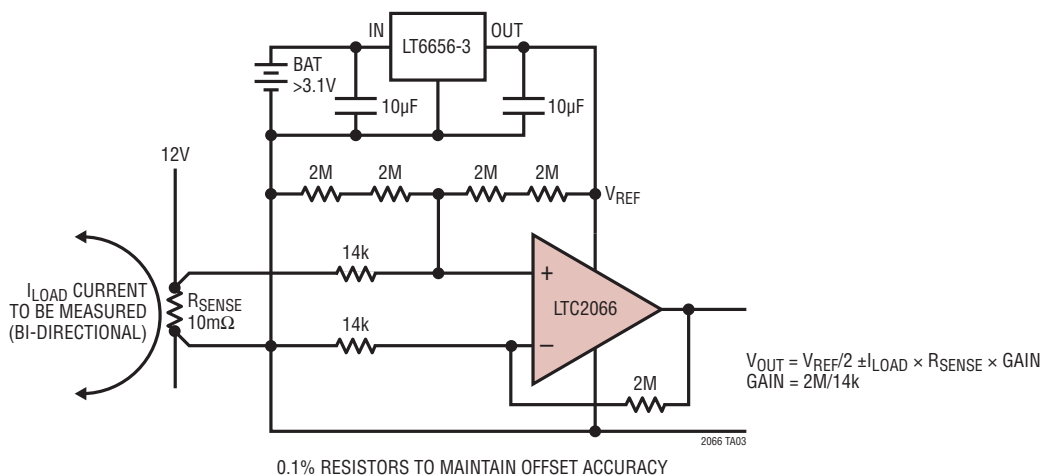 IN
LT6656-3
OUT
BAT
>3.1V
10µF
10µF
12V
2M
2M
2M
2M
VREF
14k
+
ILOAD CURRENT
TO BE MEASURED
(BI-DIRECTIONAL)
RSENSE
10mΩ
LTC2066
14k
–
VOUT = VREF/2 ±ILOAD × RSENSE × GAIN
GAIN = 2M/14k
2M
2066 TA03
0.1% RESISTORS TO MAINTAIN OFFSET ACCURACY